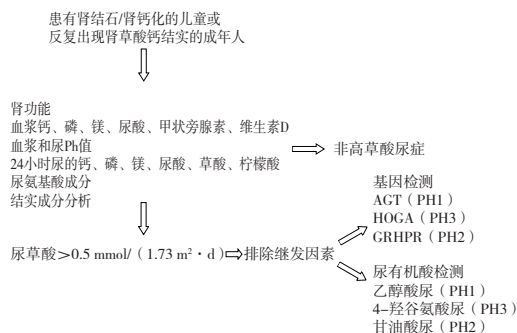 患有肾结石/肾钙化的儿童或
反复出现肾草酸钙结实的成年人
肾功能
血浆钙、磷、镁、尿酸、甲状旁腺素、维生素D
血浆和尿Ph值
24小时尿的钙、磷、镁、尿酸、草酸、柠檬酸
尿氨基酸成分
结实成分分析
非高草酸尿症
尿草酸>0.5 mmol/（1.73 m²·d）
排除继发因素
基因检测
AGT（PH1）
HOGA（PH3）
GRHPR（PH2）
尿有机酸检测
乙醇酸尿（PH1）
4-羟谷氨酸尿（PH3）
甘油酸尿（PH2）